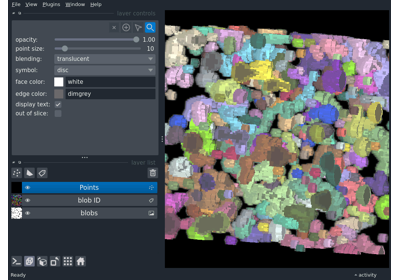 File View Plugins Window Help
layer controls
opacity: 1.00
point size: 10
blending: translucent
symbol: disc
face color: white
edge color: dimgrey
display text:
out of slice:
layer list
Points
blob ID
blobs
Ready
activity